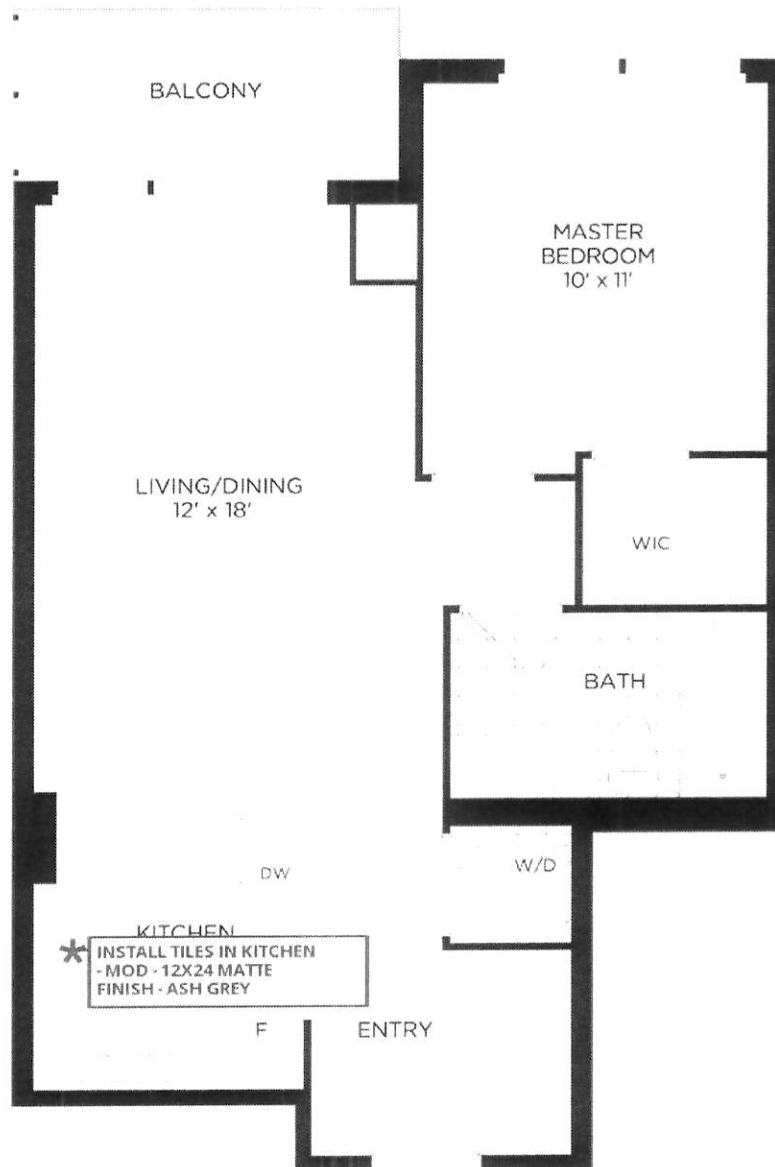 BALCONY
MASTER
BEDROOM
10' x 11'
LIVING/DINING
12' x 18'
WIC
BATH
DW
W/D
KITCHEN
* INSTALL TILES IN KITCHEN
- MOD - 12X24 MATTE
FINISH - ASH GREY
F
ENTRY